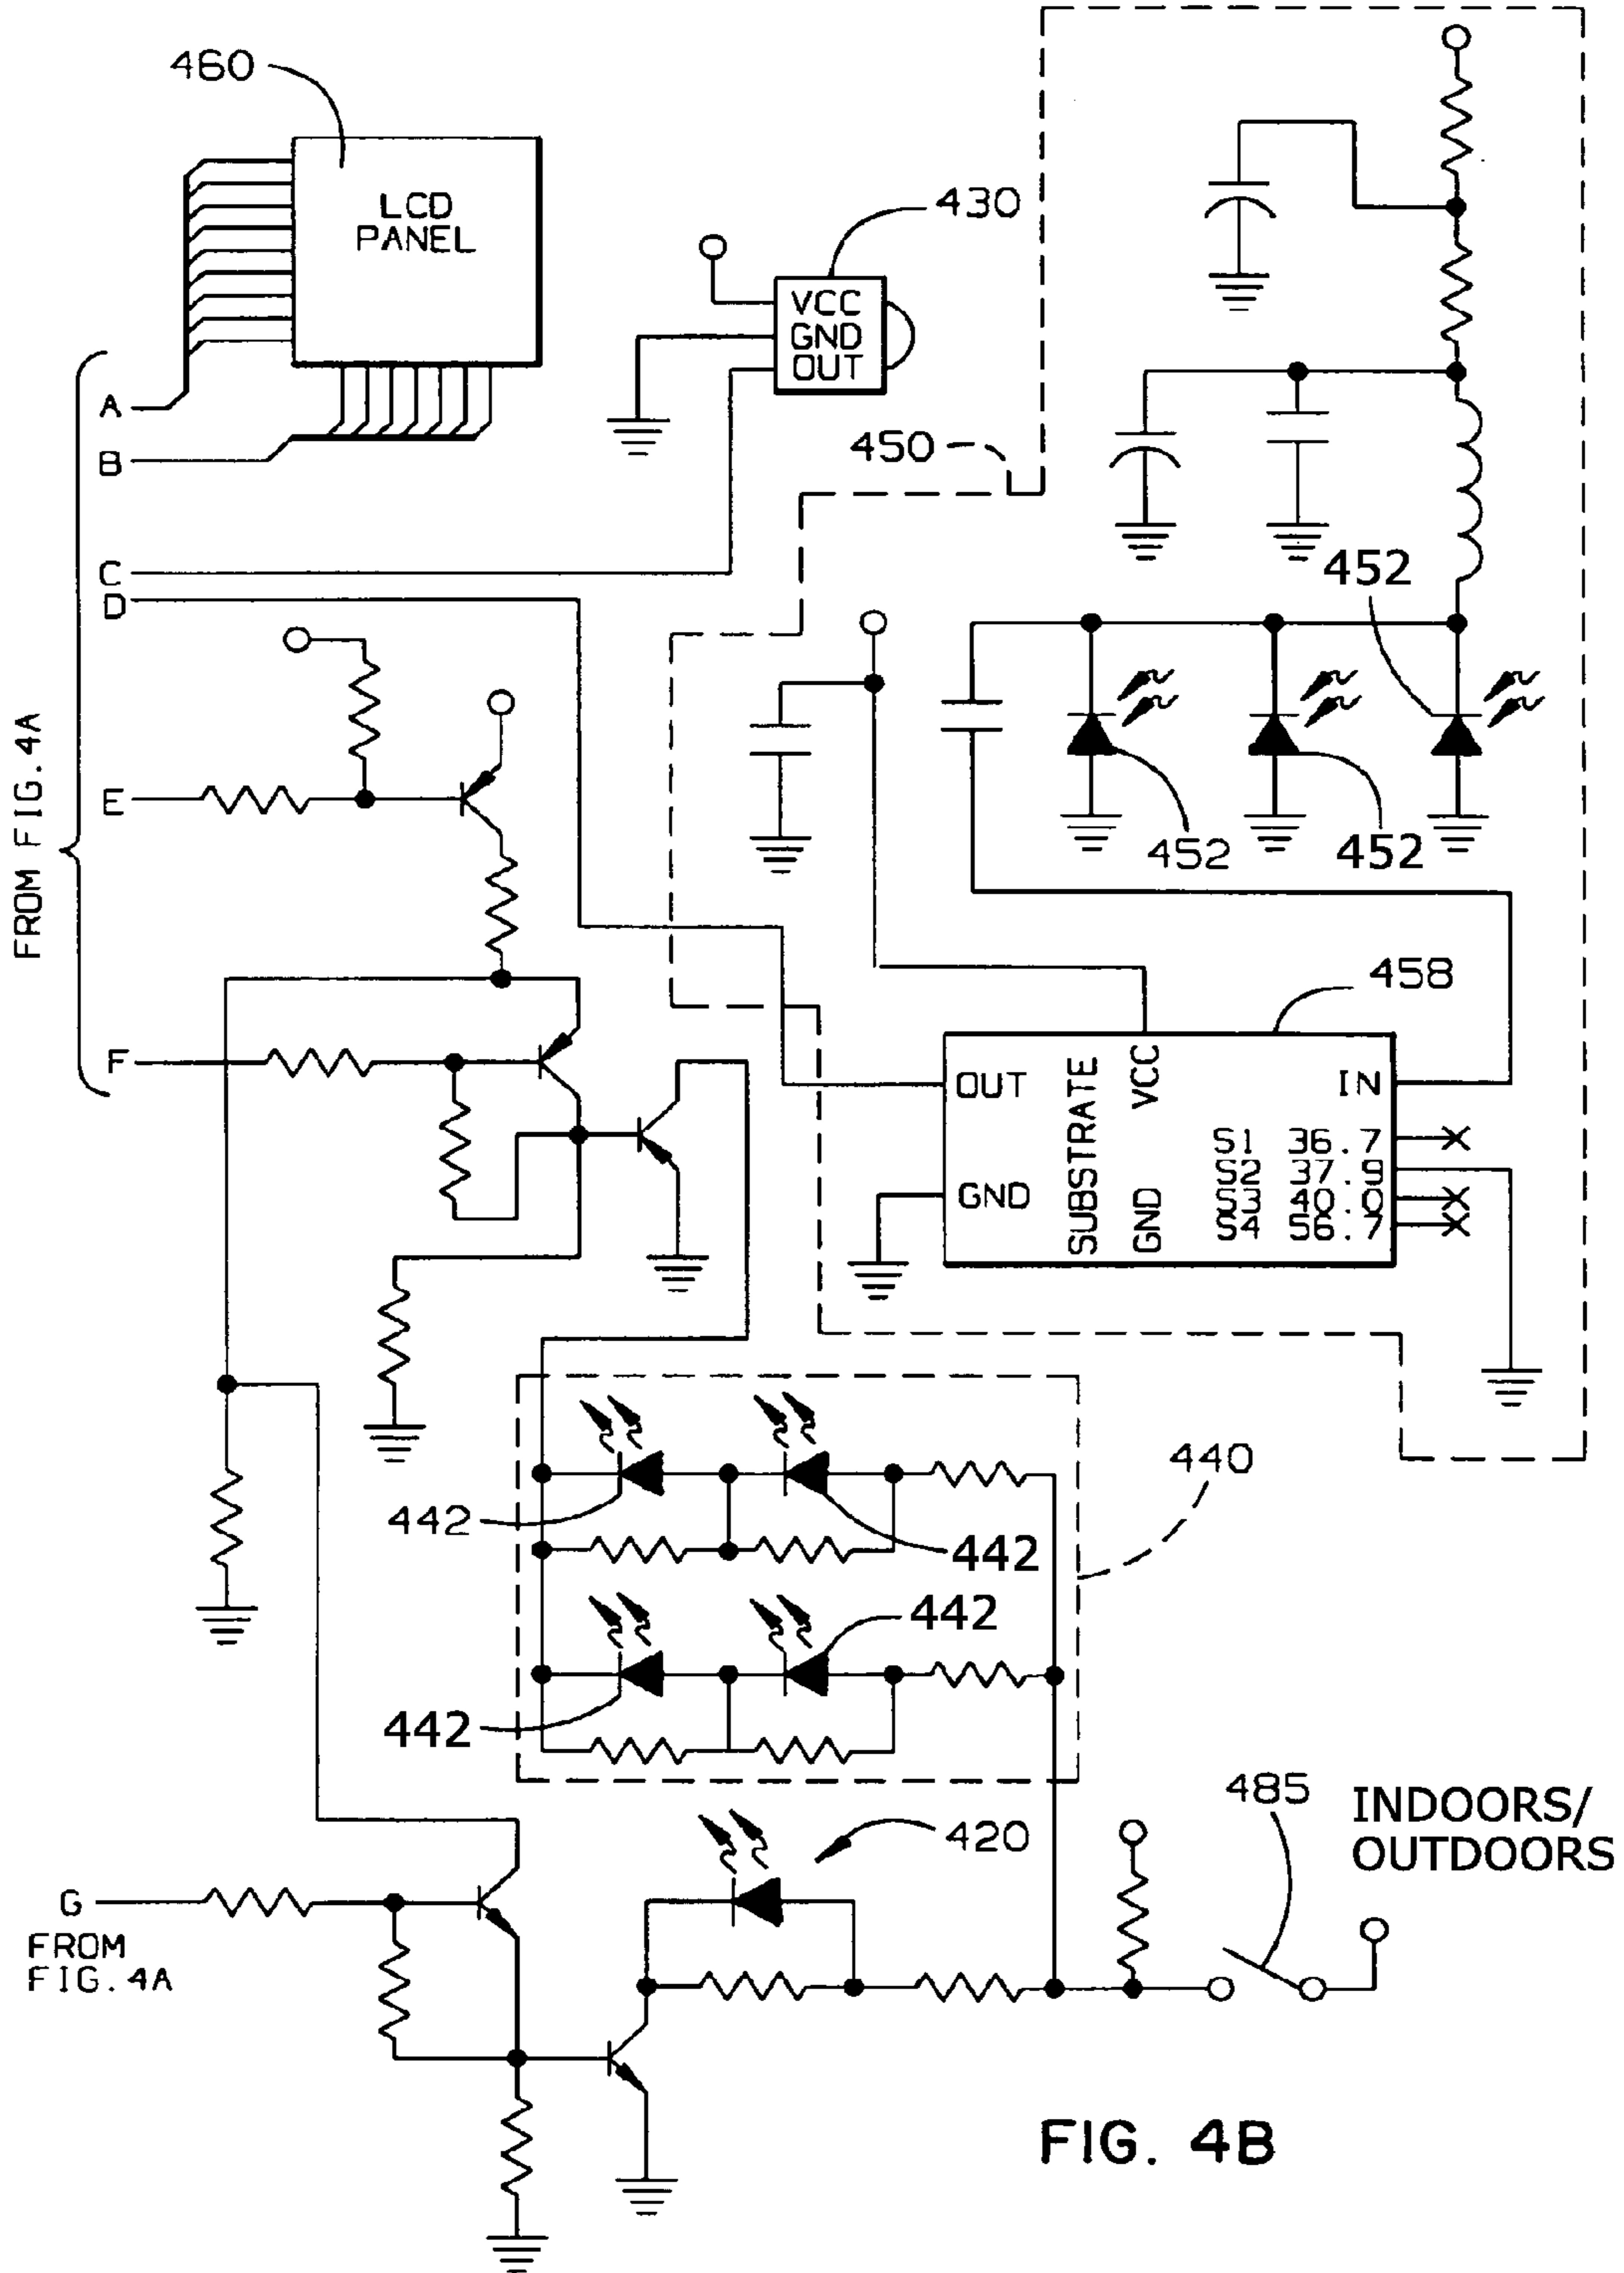 460
LCD
PANEL
430
VCC
GND
OUT
A
B
450
C
D
452
FROM FIG.4A
E
452
452
458
F
OUT
SUBSTRATE
VCC
GND
IN
S1 36.7
S2 37.9
S3 40.0
S4 56.7
GND
440
442
442
442
442
485
INDOORS/
OUTDOORS
420
G
FROM
FIG.4A
FIG. 4B